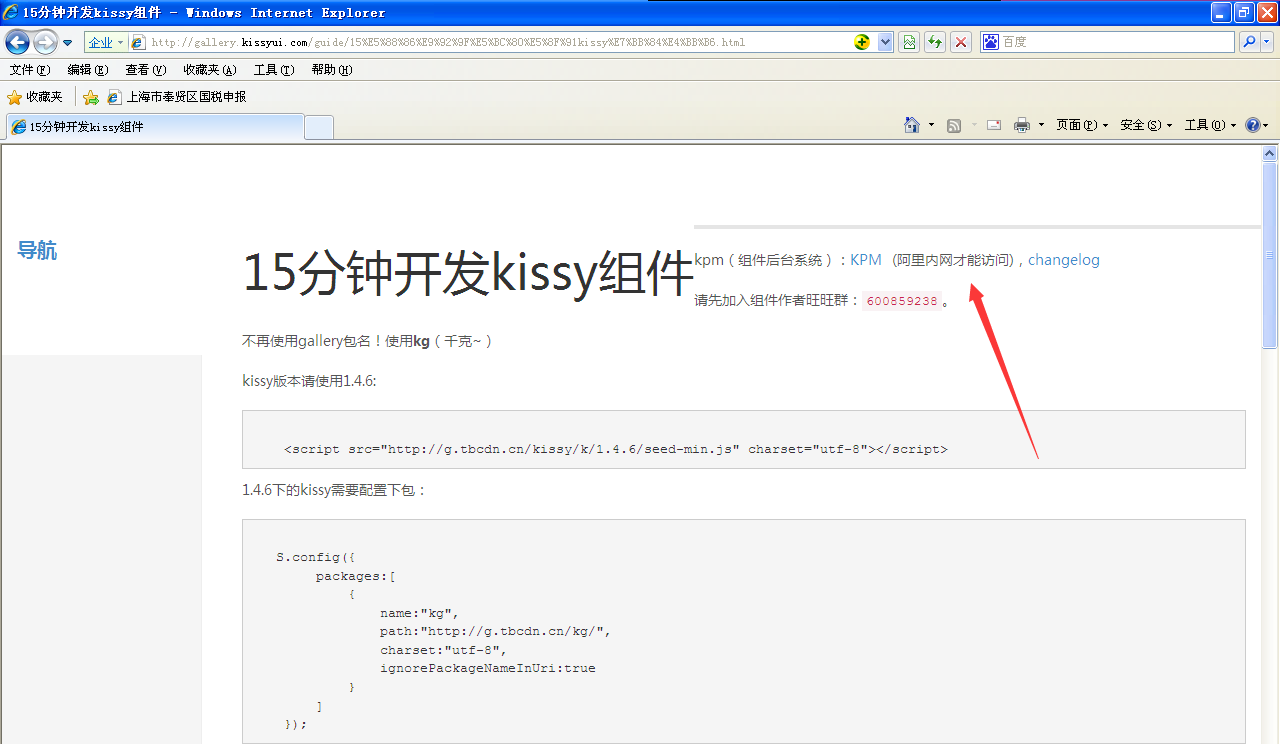 15分钟开发kissy组件 - Windows Internet Explorer
企业 http://gallery.kissyui.com/guide/15%E5%88%86%E9%92%9F%E5%BC%80%E5%8F%91kissy%E7%BB%84%E4%BB%B6.html 百度
文件(F) 编辑(E) 查看(V) 收藏夹(A) 工具(T) 帮助(H)
收藏夹 上海市奉贤区国税申报
15分钟开发kissy组件 页面(P) 安全(S) 工具(O)
导航
15分钟开发kissy组件
kpm（组件后台系统）：KPM （阿里内网才能访问)，changelog
请先加入组件作者旺旺群：600859238。
不再使用gallery包名！使用kg（千克~）
kissy版本请使用1.4.6:
<script src="http://g.tbcdn.cn/kissy/k/1.4.6/seed-min.js" charset="utf-8"></script>
1.4.6下的kissy需要配置下包：
S.config({
packages:[
{
name:"kg",
path:"http://g.tbcdn.cn/kg/",
charset:"utf-8",
ignorePackageNameInUri:true
}
]
});